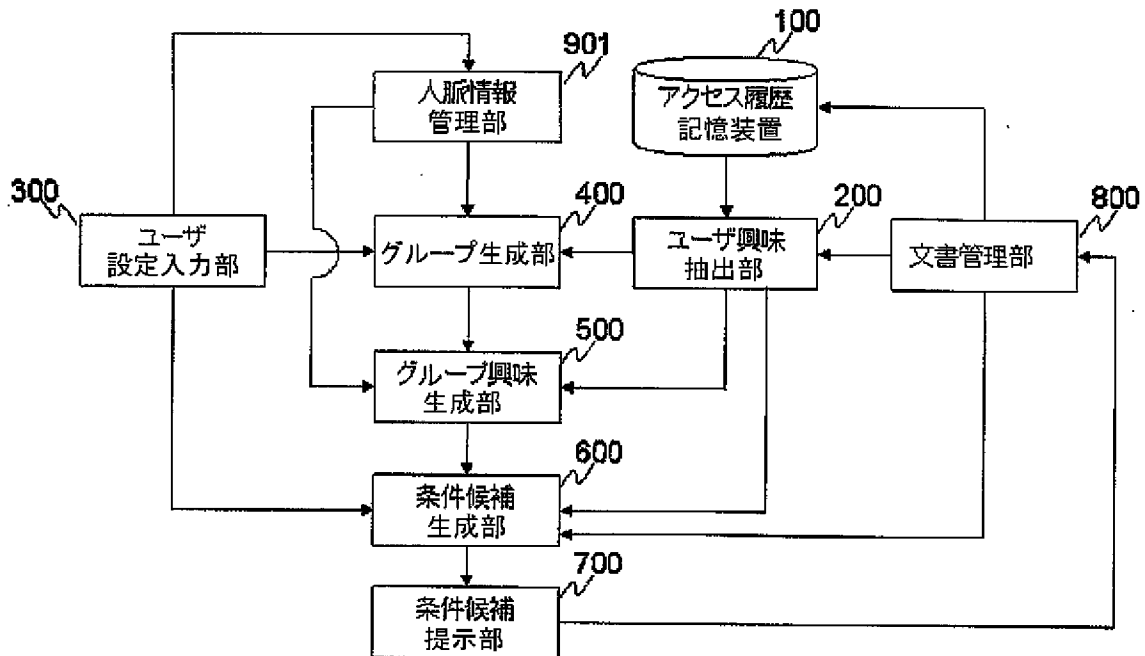 100
901
人脈情報
管理部
アクセス履歴
記憶装置
300
400
200
800
ユーザ
設定入力部
グループ生成部
ユーザ興味
抽出部
文書管理部
500
グループ興味
生成部
600
条件候補
生成部
700
条件候補
提示部